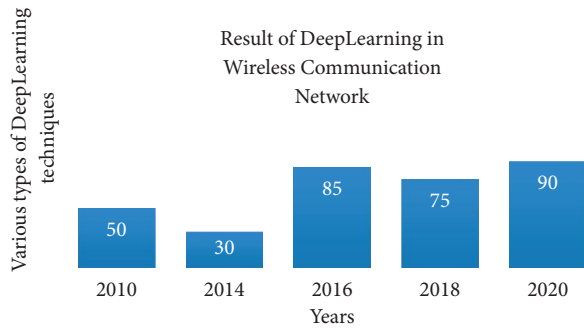 Result of DeepLearning in
Wireless Communication
Network
Various types of DeepLearning
techniques
50
30
85
75
90
2010
2014
2016
2018
2020
Years